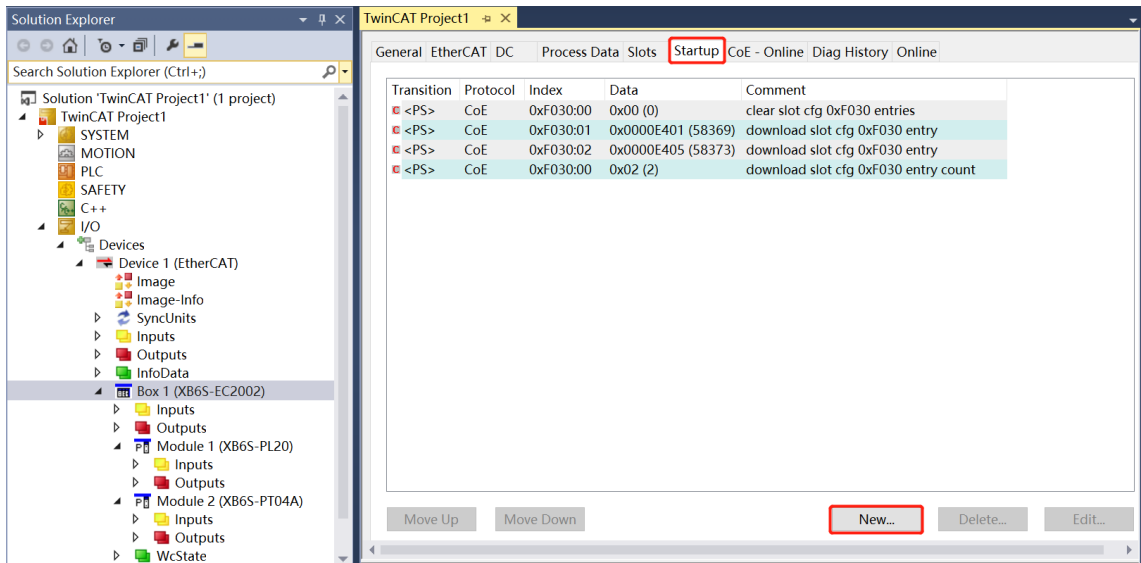 Solution Explorer
Search Solution Explorer (Ctrl+;)
Solution 'TwinCAT Project1' (1 project)
TwinCAT Project1
SYSTEM
MOTION
PLC
SAFETY
C++
I/O
Devices
Device 1 (EtherCAT)
Image
Image-Info
SyncUnits
Inputs
Outputs
InfoData
Box 1 (XB6S-EC2002)
Inputs
Outputs
Module 1 (XB6S-PL20)
Inputs
Outputs
Module 2 (XB6S-PT04A)
Inputs
Outputs
WcState
TwinCAT Project1
General EtherCAT DC Process Data Slots Startup CoE - Online Diag History Online
Transition Protocol Index Data Comment
C <PS> CoE 0xF030:00 0x00 (0) clear slot cfg 0xF030 entries
C <PS> CoE 0xF030:01 0x0000E401 (58369) download slot cfg 0xF030 entry
C <PS> CoE 0xF030:02 0x0000E405 (58373) download slot cfg 0xF030 entry
C <PS> CoE 0xF030:00 0x02 (2) download slot cfg 0xF030 entry count
Move Up Move Down New... Delete... Edit...